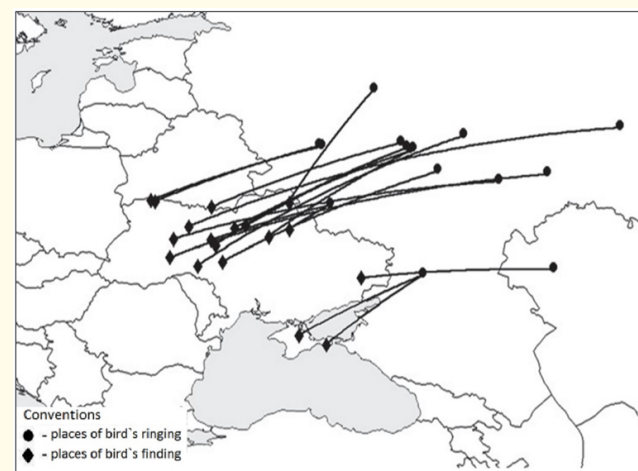 Conventions
- places of bird`s ringing
- places of bird`s finding